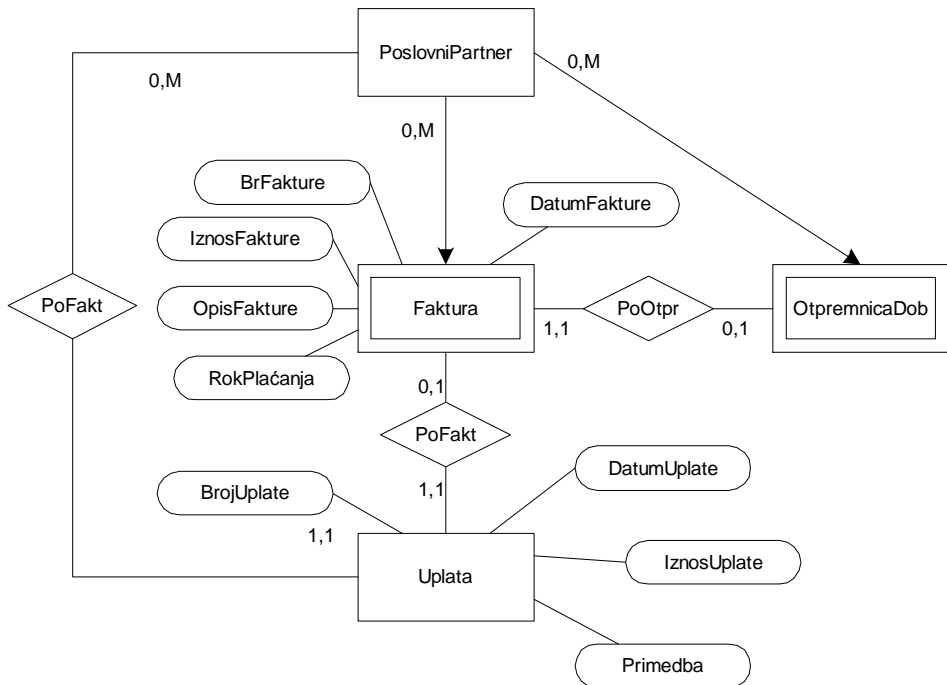 PoslovniPartner
0,M
0,M
0,M
BrFakture
DatumFakture
IznosFakture
PoFakt
OpisFakture
Faktura
PoOtpr
OtpremnicaDob
1,1
0,1
RokPlaćanja
0,1
PoFakt
DatumUplate
BrojUplate
1,1
1,1
IznosUplate
Uplata
Primedba